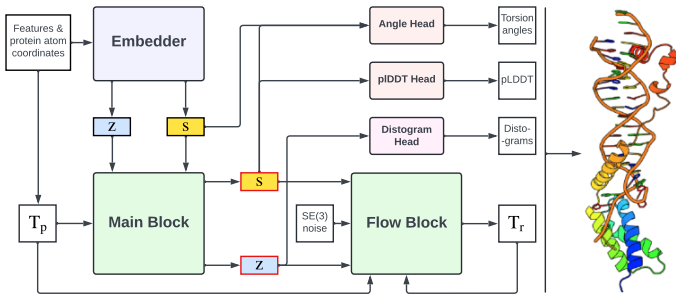 Features &
protein atom
coordinates
Embedder
Angle Head
Torsion
angles
plDDT Head
pLDDT
z
s
Distogram
Head
Disto-
-grams
s
Main Block
Flow Block
Tp
SE(3)
noise
Tr
z